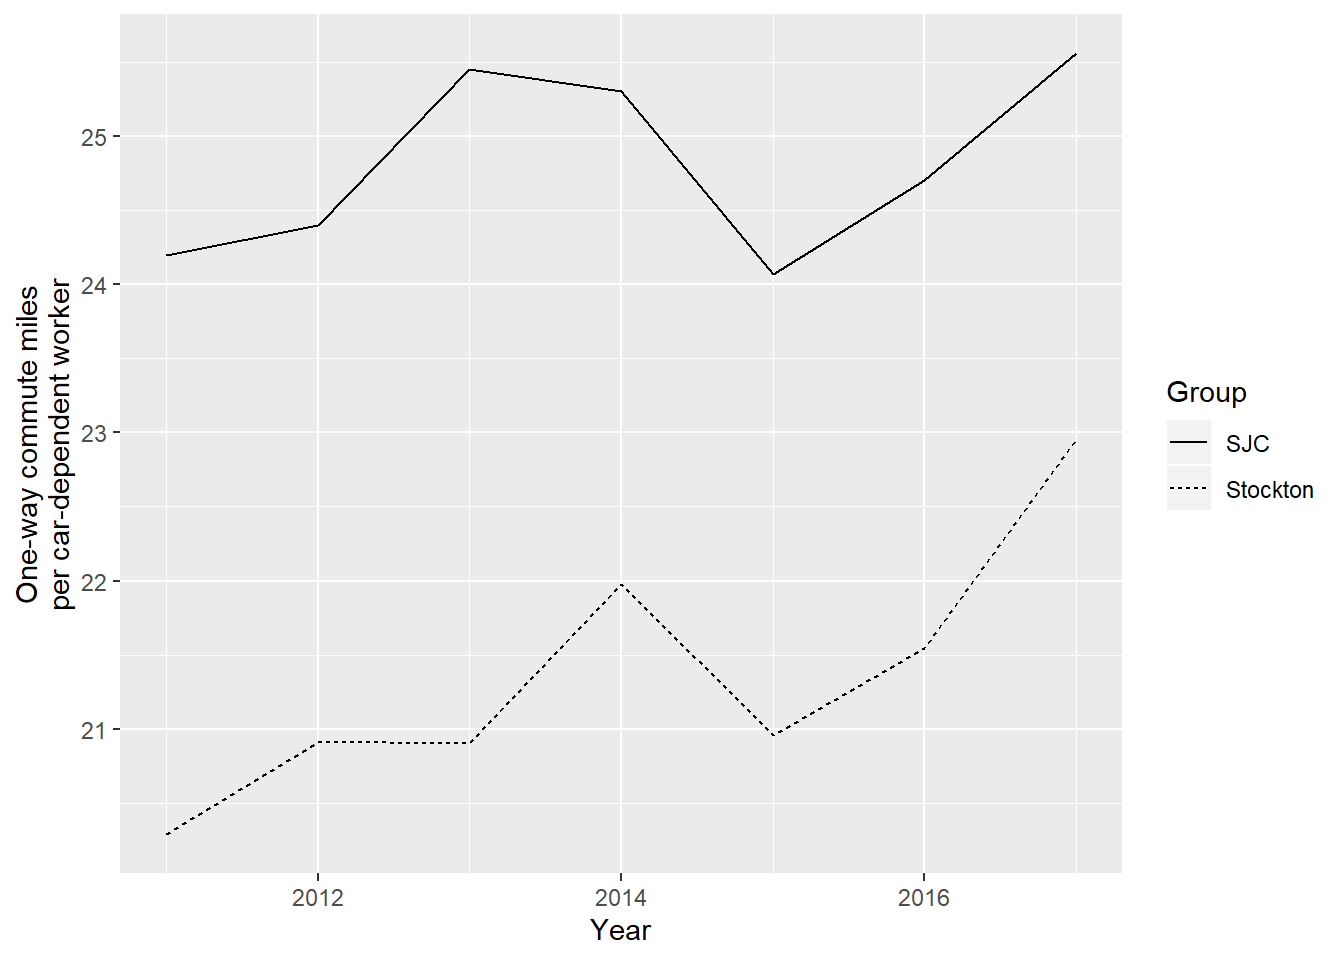 One-way commute miles
per car-dependent worker
25
24
23
22
21
2012
2014
2016
Year
Group
SJC
Stockton